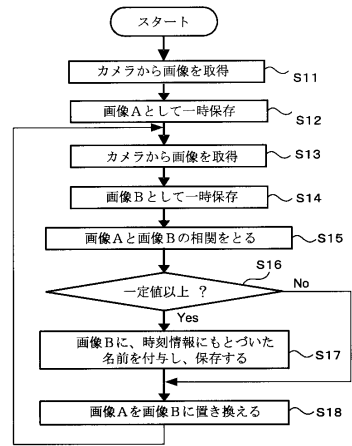 スタート
カメラから画像を取得
S11
画像Aとして一時保存
S12
カメラから画像を取得
S13
画像Bとして一時保存
S14
画像Aと画像Bの相関をとる
S15
S16
一定値以上 ?
No
Yes
画像Bに、時刻情報にもとづいた
名前を付与し、保存する
S17
画像Aを画像Bに置き換える
S18